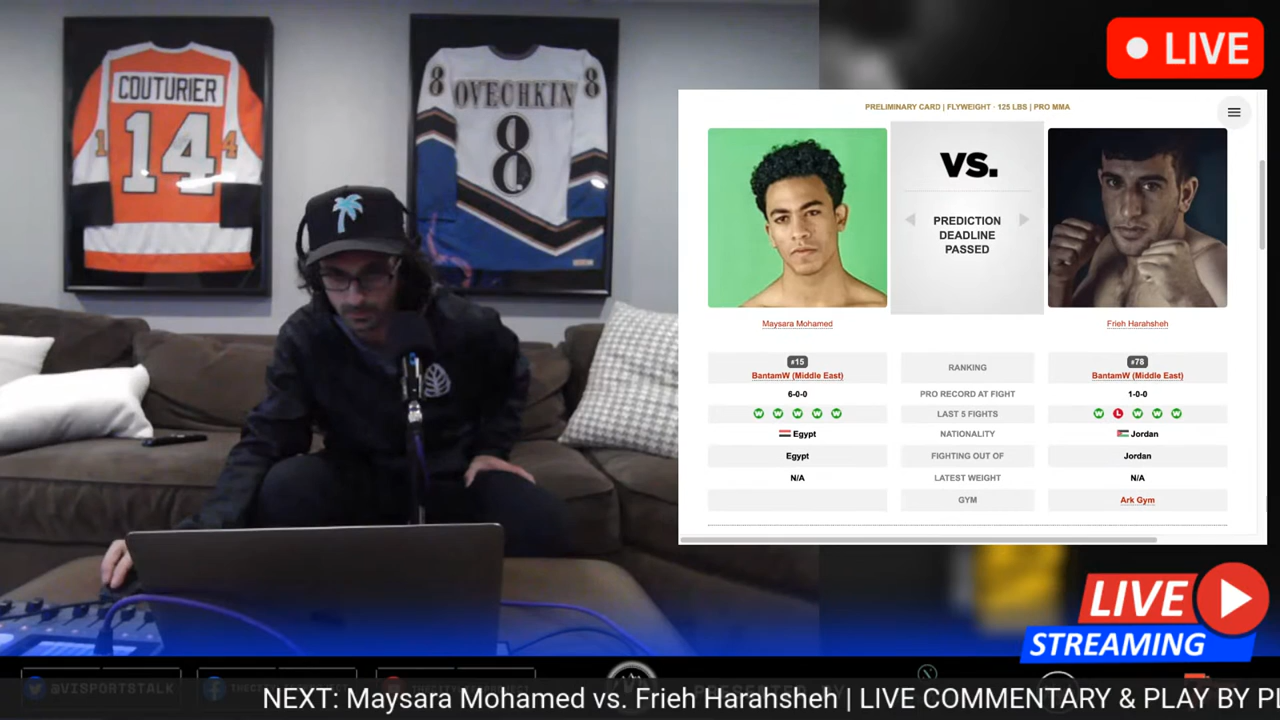 COUTURIER
14
1
4
OVECHKIN
8
8
8
LIVE
PRELIMINARY CARD | FLYWEIGHT · 125 LBS | PRO MMA
VS.
PREDICTION
DEADLINE
PASSED
Maysara Mohamed
Frieh Harahsheh
#15
RANKING
#78
BantamW (Middle East)
BantamW (Middle East)
6-0-0
PRO RECORD AT FIGHT
1-0-0
W W W W W
LAST 5 FIGHTS
W L W W W
Egypt
NATIONALITY
Jordan
Egypt
FIGHTING OUT OF
Jordan
N/A
LATEST WEIGHT
N/A
GYM
Ark Gym
LIVE
STREAMING
@VISPORTSTALK
NEXT: Maysara Mohamed vs. Frieh Harahsheh | LIVE COMMENTARY & PLAY BY